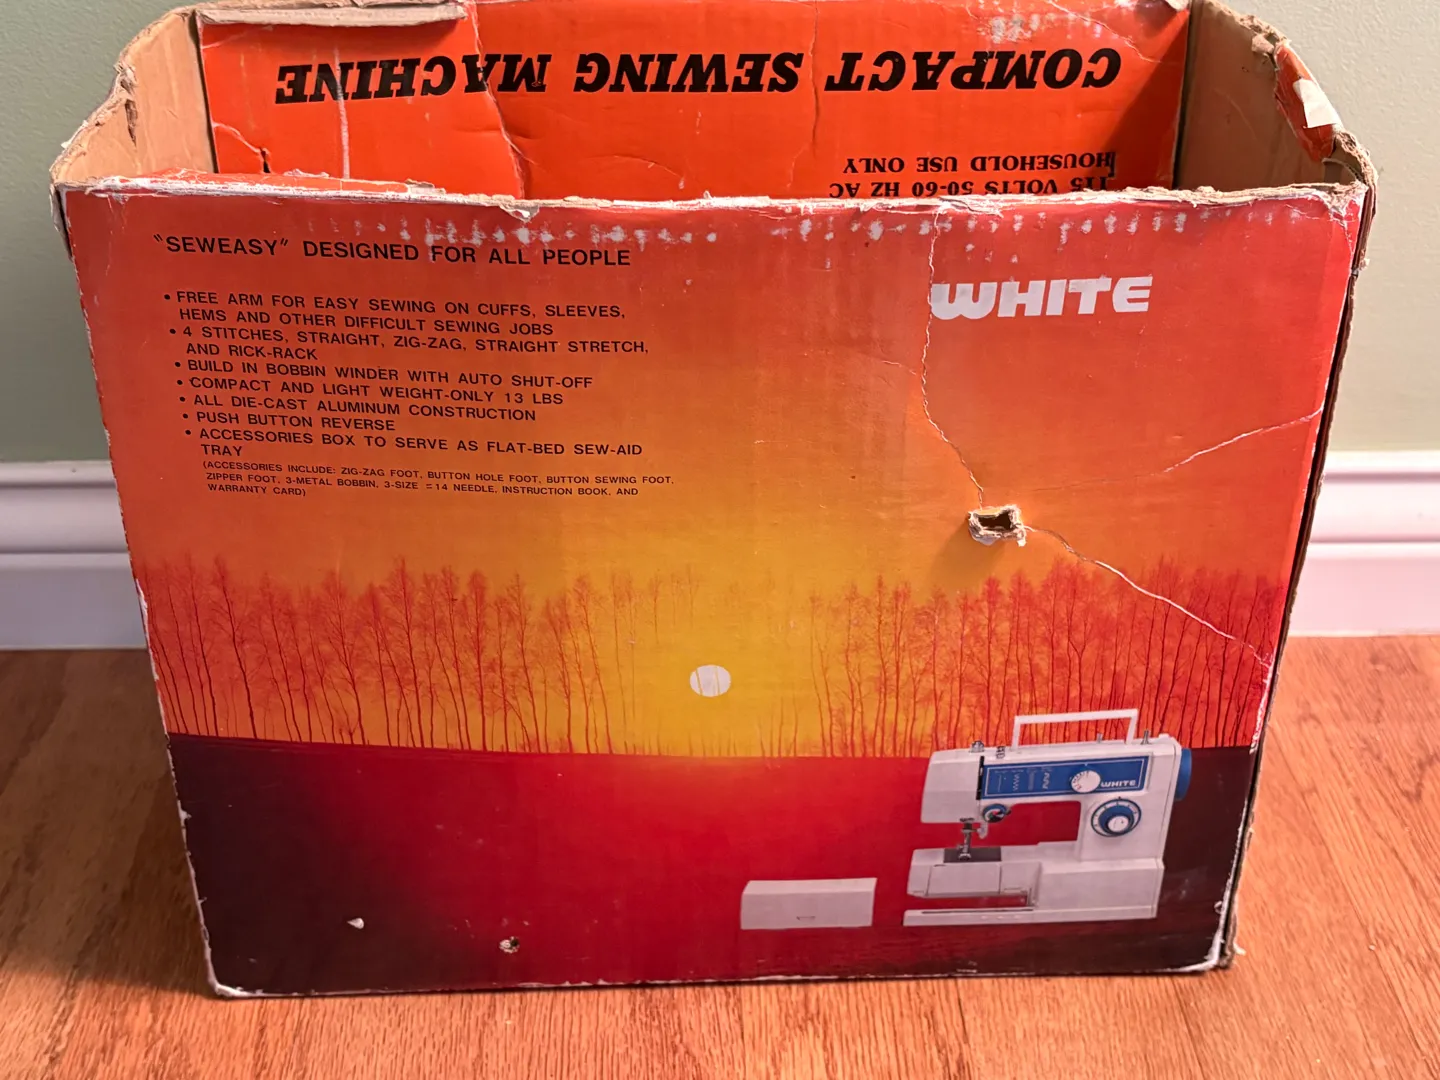 COMPACT SEWING MACHINE
HOUSEHOLD USE ONLY
115 VOLTS 50-60 HZ AC
"SEWEASY" DESIGNED FOR ALL PEOPLE
• FREE ARM FOR EASY SEWING ON CUFFS, SLEEVES,
HEMS AND OTHER DIFFICULT SEWING JOBS
• 4 STITCHES, STRAIGHT, ZIG-ZAG, STRAIGHT STRETCH,
AND RICK-RACK
• BUILD IN BOBBIN WINDER WITH AUTO SHUT-OFF
• COMPACT AND LIGHT WEIGHT-ONLY 13 LBS
• ALL DIE-CAST ALUMINUM CONSTRUCTION
• PUSH BUTTON REVERSE
• ACCESSORIES BOX TO SERVE AS FLAT-BED SEW-AID
TRAY
(ACCESSORIES INCLUDE: ZIG-ZAG FOOT, BUTTON HOLE FOOT, BUTTON SEWING FOOT,
ZIPPER FOOT, 3-METAL BOBBIN, 3-SIZE =14 NEEDLE, INSTRUCTION BOOK, AND
WARRANTY CARD)
WHITE
WHITE